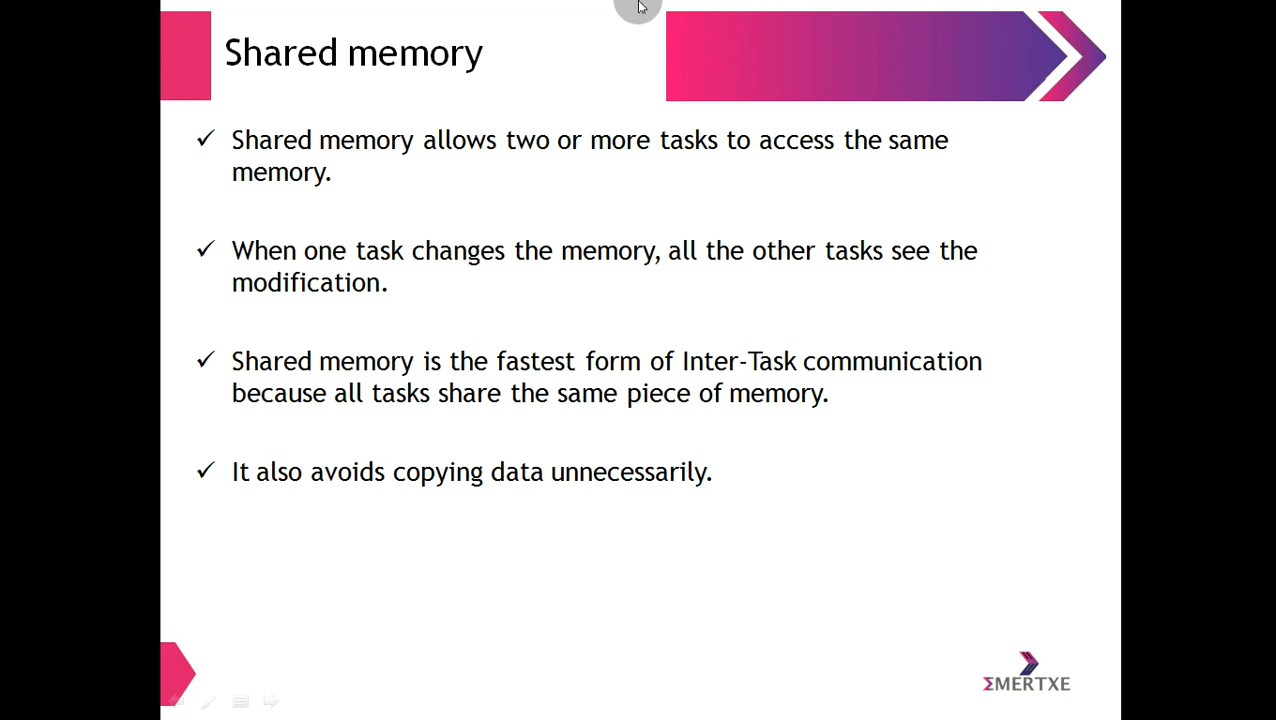 Shared memory
✓ Shared memory allows two or more tasks to access the same
memory.
✓ When one task changes the memory, all the other tasks see the
modification.
✓ Shared memory is the fastest form of Inter-Task communication
because all tasks share the same piece of memory.
✓ It also avoids copying data unnecessarily.
ΣMERTXE